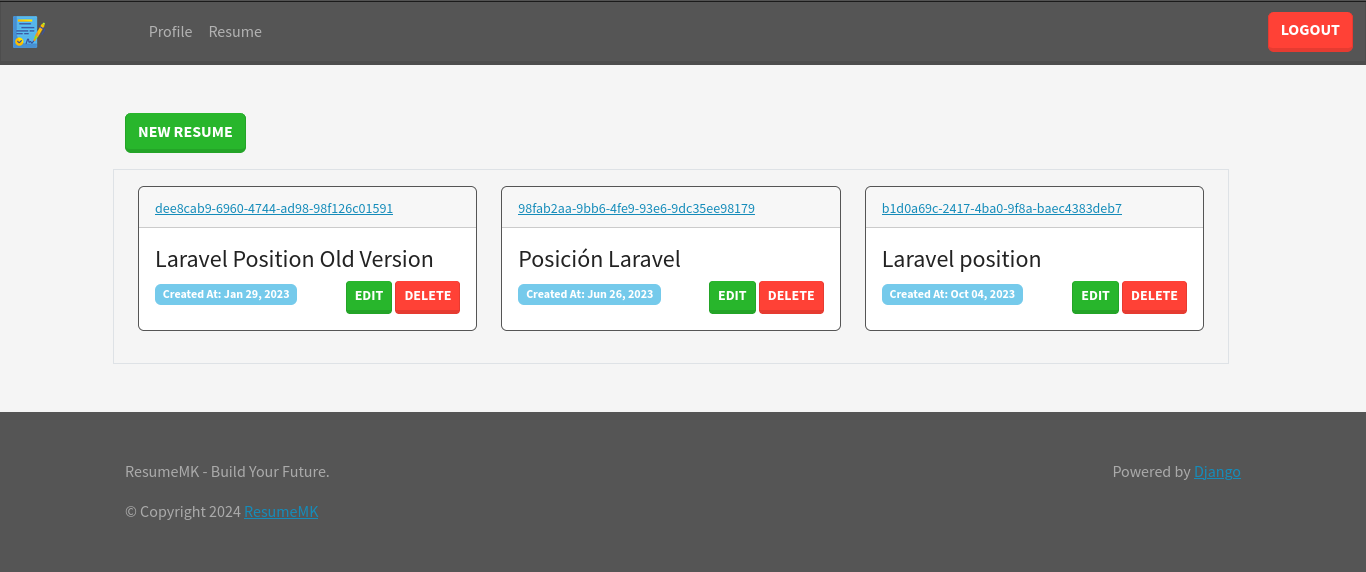 Profile Resume LOGOUT
NEW RESUME
dee8cab9-6960-4744-ad98-98f126c01591
Laravel Position Old Version
Created At: Jan 29, 2023 EDIT DELETE
98fab2aa-9bb6-4fe9-93e6-9dc35ee98179
Posición Laravel
Created At: Jun 26, 2023 EDIT DELETE
b1d0a69c-2417-4ba0-9f8a-baec4383deb7
Laravel position
Created At: Oct 04, 2023 EDIT DELETE
ResumeMK - Build Your Future. Powered by Django
© Copyright 2024 ResumeMK